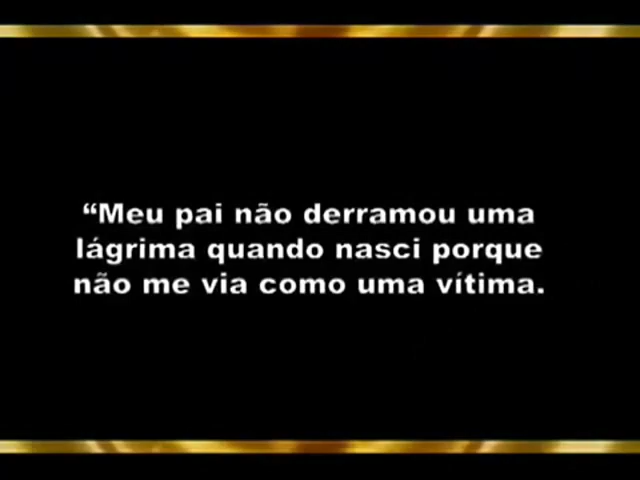 “Meu pai não derramou uma
lágrima quando nasci porque
não me via como uma vítima.